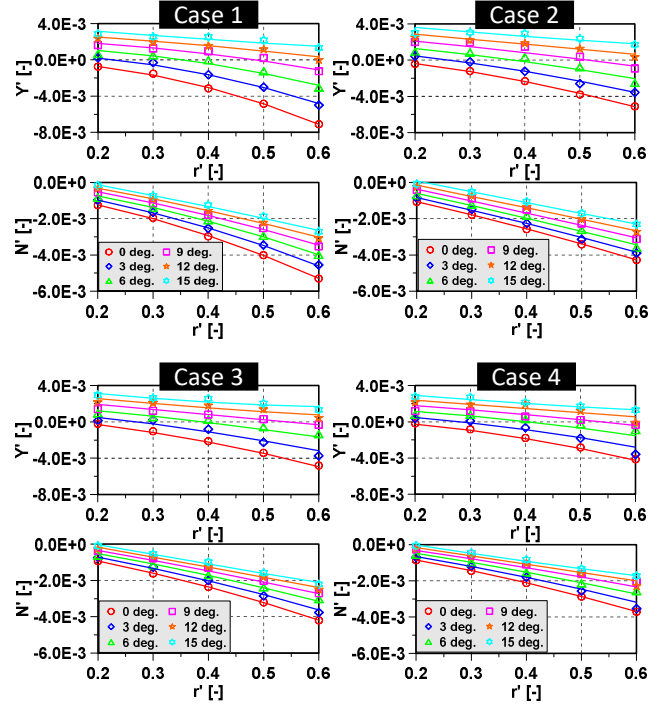 Case 1
4.0E-3
0.0E+0
-4.0E-3
-8.0E-3
Y' [-]
0.2 0.3 0.4 0.5 0.6
r' [-]
0.0E+0
-2.0E-3
-4.0E-3
-6.0E-3
N' [-]
0 deg. 9 deg.
3 deg. 12 deg.
6 deg. 15 deg.
0.2 0.3 0.4 0.5 0.6
r' [-]
Case 2
4.0E-3
0.0E+0
-4.0E-3
-8.0E-3
Y' [-]
0.2 0.3 0.4 0.5 0.6
r' [-]
0.0E+0
-2.0E-3
-4.0E-3
-6.0E-3
N' [-]
0 deg. 9 deg.
3 deg. 12 deg.
6 deg. 15 deg.
0.2 0.3 0.4 0.5 0.6
r' [-]
Case 3
4.0E-3
0.0E+0
-4.0E-3
-8.0E-3
Y' [-]
0.2 0.3 0.4 0.5 0.6
r' [-]
0.0E+0
-2.0E-3
-4.0E-3
-6.0E-3
N' [-]
0 deg. 9 deg.
3 deg. 12 deg.
6 deg. 15 deg.
0.2 0.3 0.4 0.5 0.6
r' [-]
Case 4
4.0E-3
0.0E+0
-4.0E-3
-8.0E-3
Y' [-]
0.2 0.3 0.4 0.5 0.6
r' [-]
0.0E+0
-2.0E-3
-4.0E-3
-6.0E-3
N' [-]
0 deg. 9 deg.
3 deg. 12 deg.
6 deg. 15 deg.
0.2 0.3 0.4 0.5 0.6
r' [-]